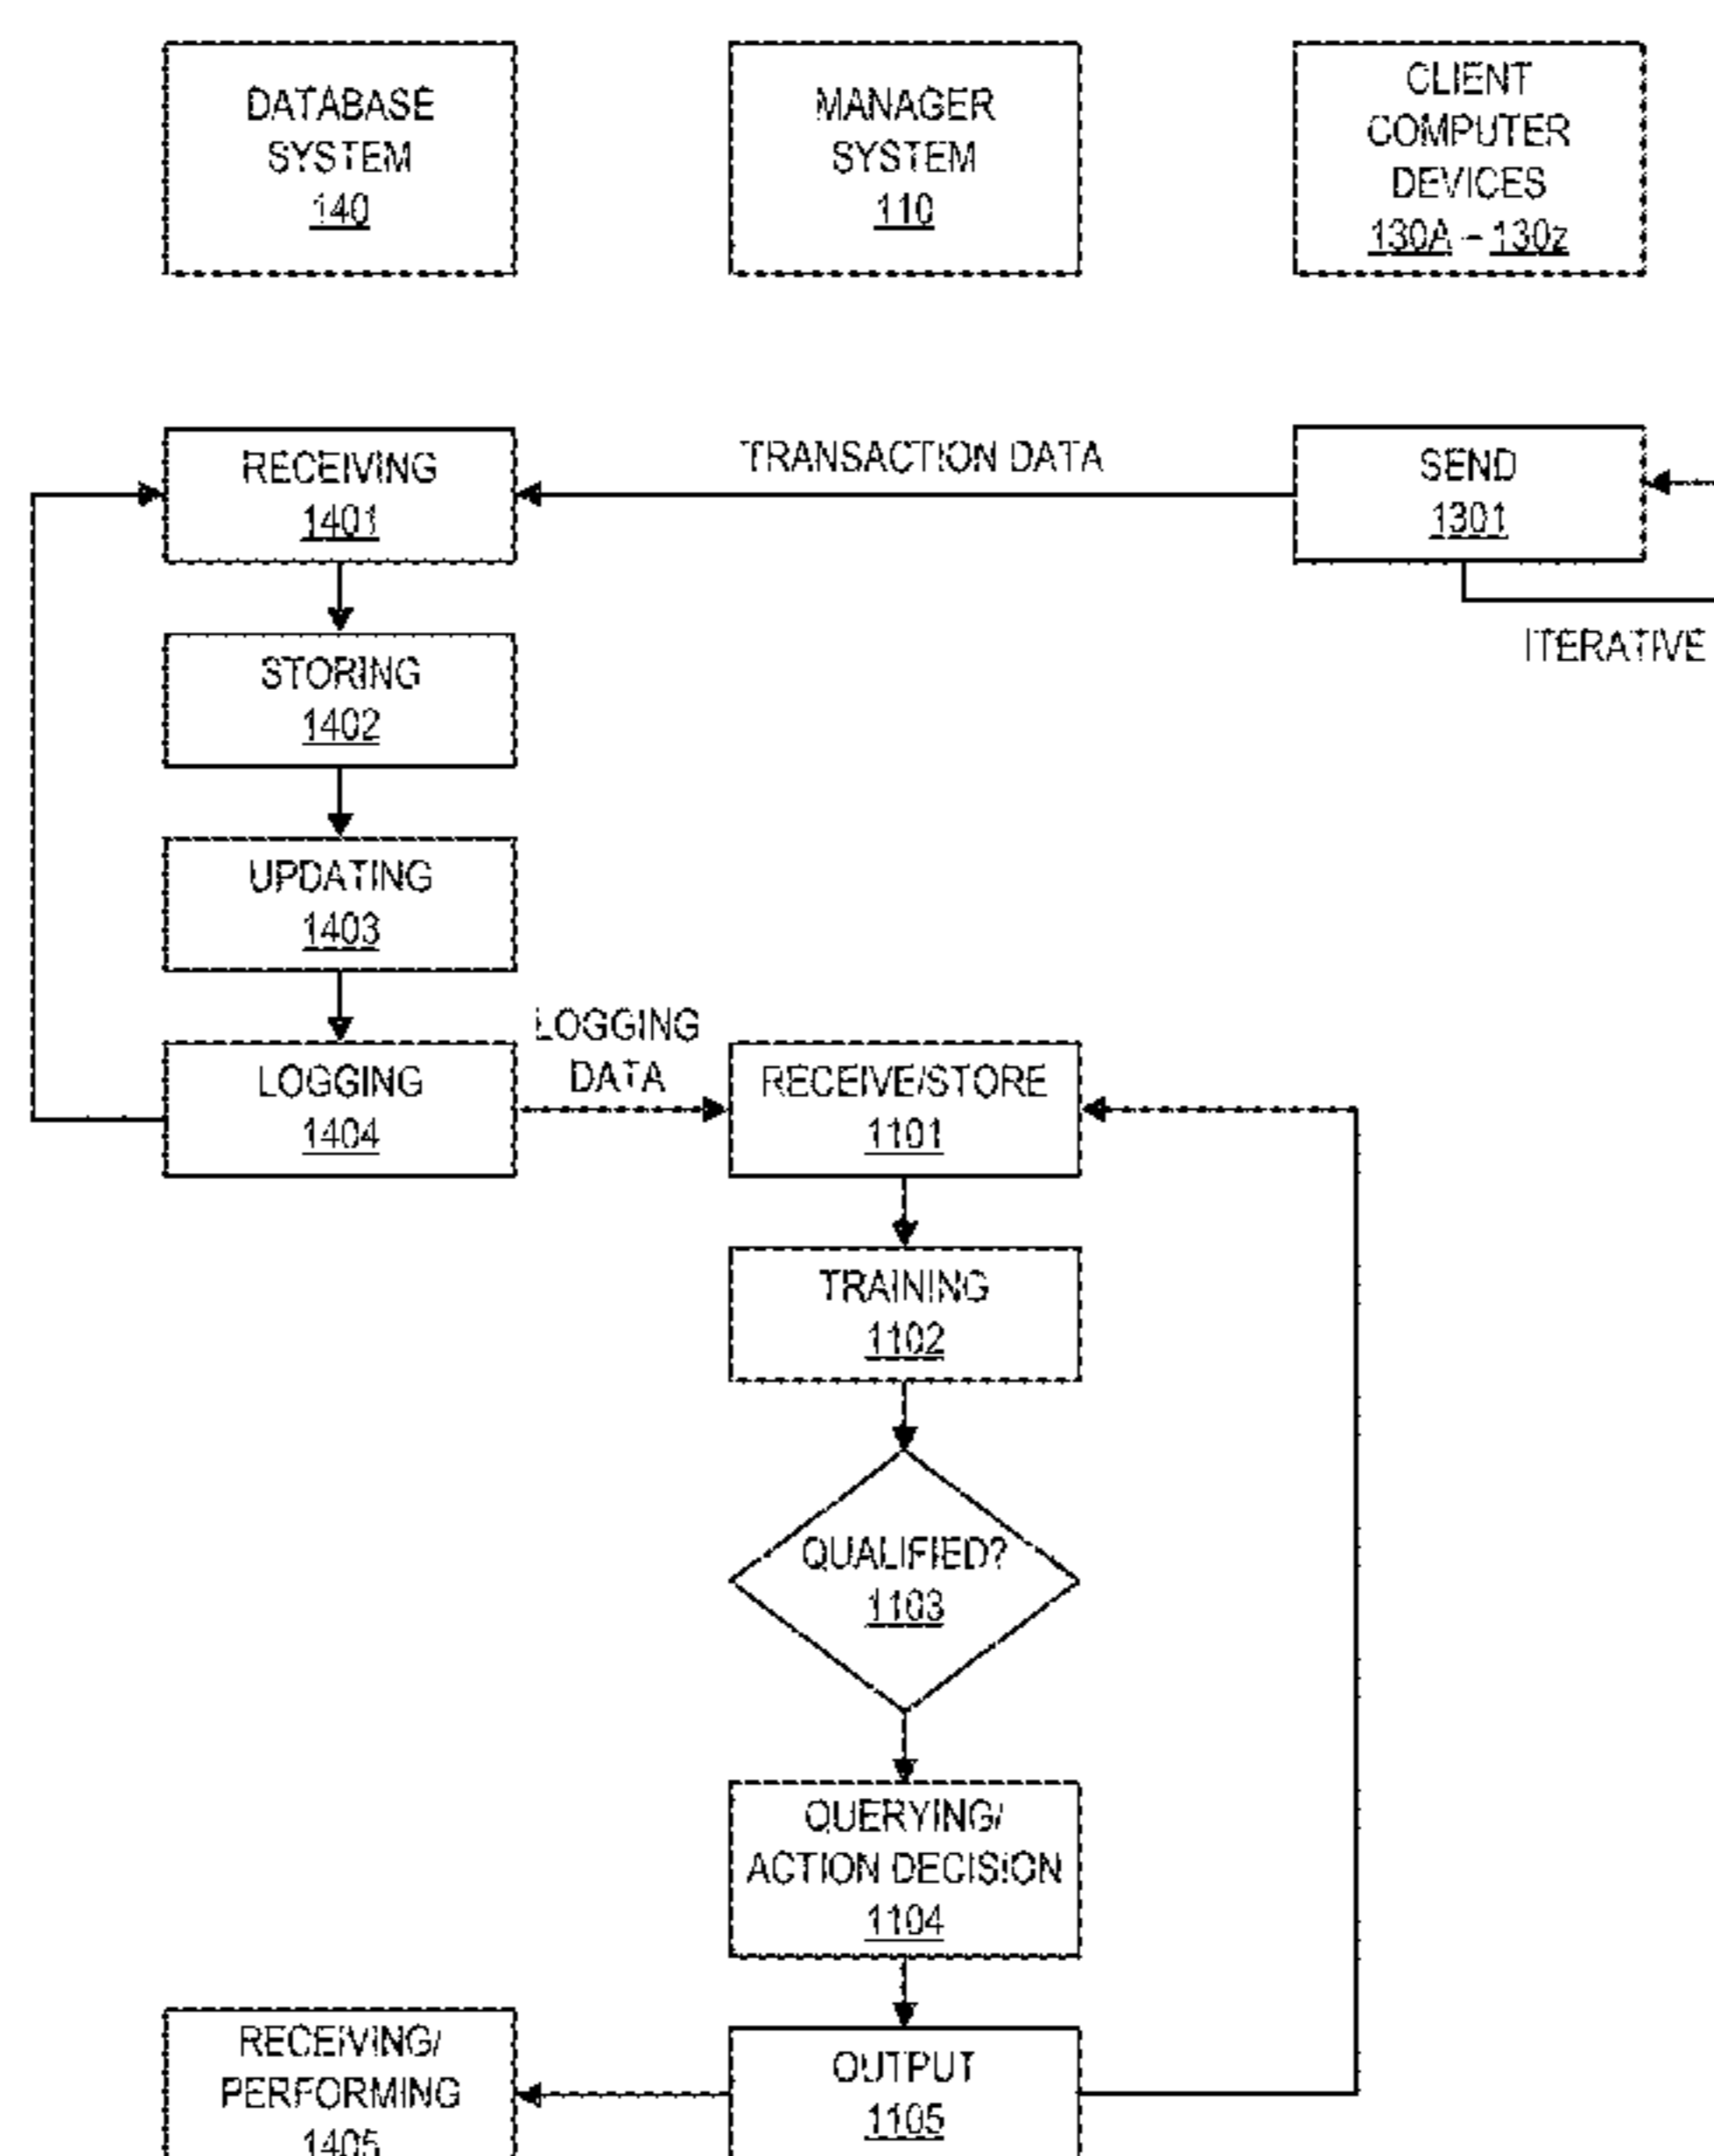 DATABASE
SYSTEM
140
MANAGER
SYSTEM
110
CLIENT
COMPUTER
DEVICES
130A – 130z
RECEIVING
1401
TRANSACTION DATA
SEND
1301
ITERATIVE
STORING
1402
UPDATING
1403
LOGGING
1404
LOGGING
DATA
RECEIVE/STORE
1101
TRAINING
1102
QUALIFIED?
1103
QUERYING/
ACTION DECISION
1104
RECEIVING/
PERFORMING
1405
OUTPUT
1105